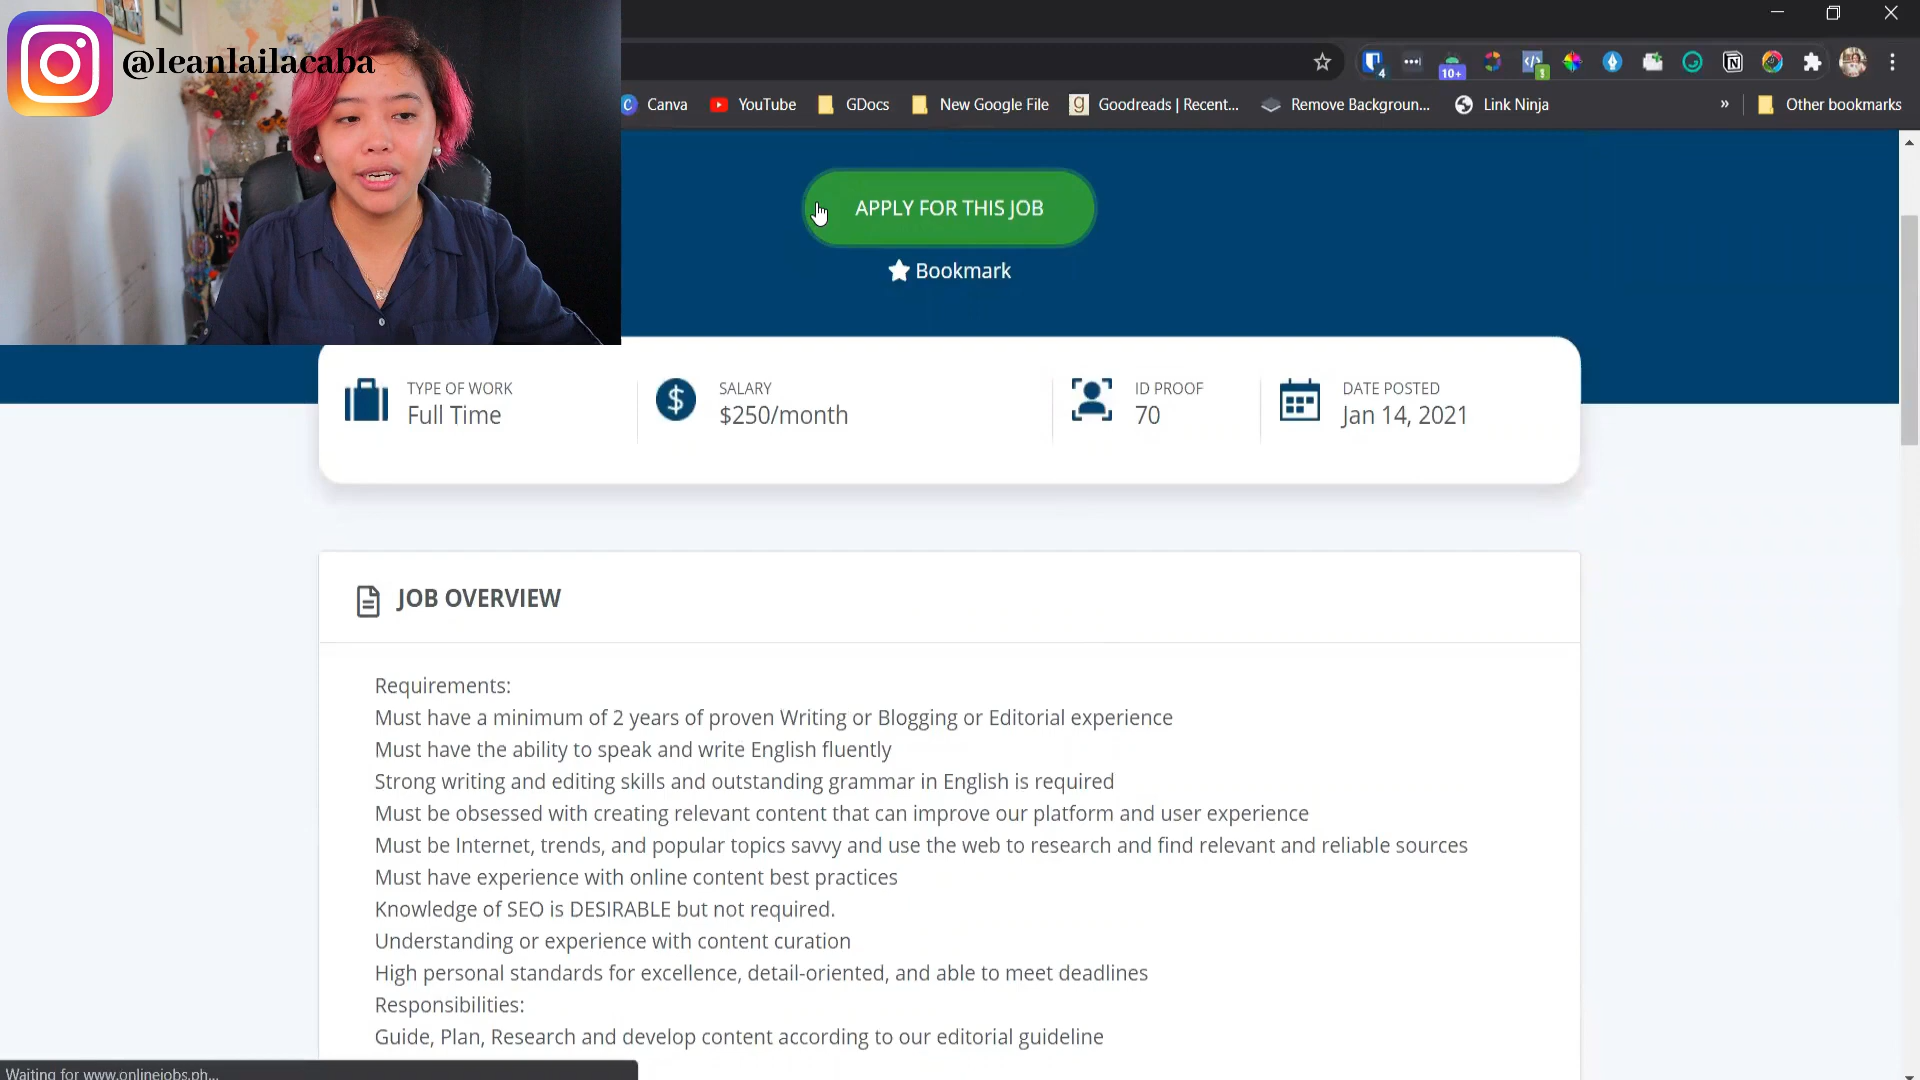 @leanlailacaba
Canva
YouTube
GDocs
New Google File
Goodreads | Recent...
Remove Backgroun...
Link Ninja
»
Other bookmarks
4
10+
1
APPLY FOR THIS JOB
Bookmark
TYPE OF WORK
Full Time
SALARY
$250/month
ID PROOF
70
DATE POSTED
Jan 14, 2021
JOB OVERVIEW
Requirements:
Must have a minimum of 2 years of proven Writing or Blogging or Editorial experience
Must have the ability to speak and write English fluently
Strong writing and editing skills and outstanding grammar in English is required
Must be obsessed with creating relevant content that can improve our platform and user experience
Must be Internet, trends, and popular topics savvy and use the web to research and find relevant and reliable sources
Must have experience with online content best practices
Knowledge of SEO is DESIRABLE but not required.
Understanding or experience with content curation
High personal standards for excellence, detail-oriented, and able to meet deadlines
Responsibilities:
Guide, Plan, Research and develop content according to our editorial guideline
Waiting for www.onlinejobs.ph...